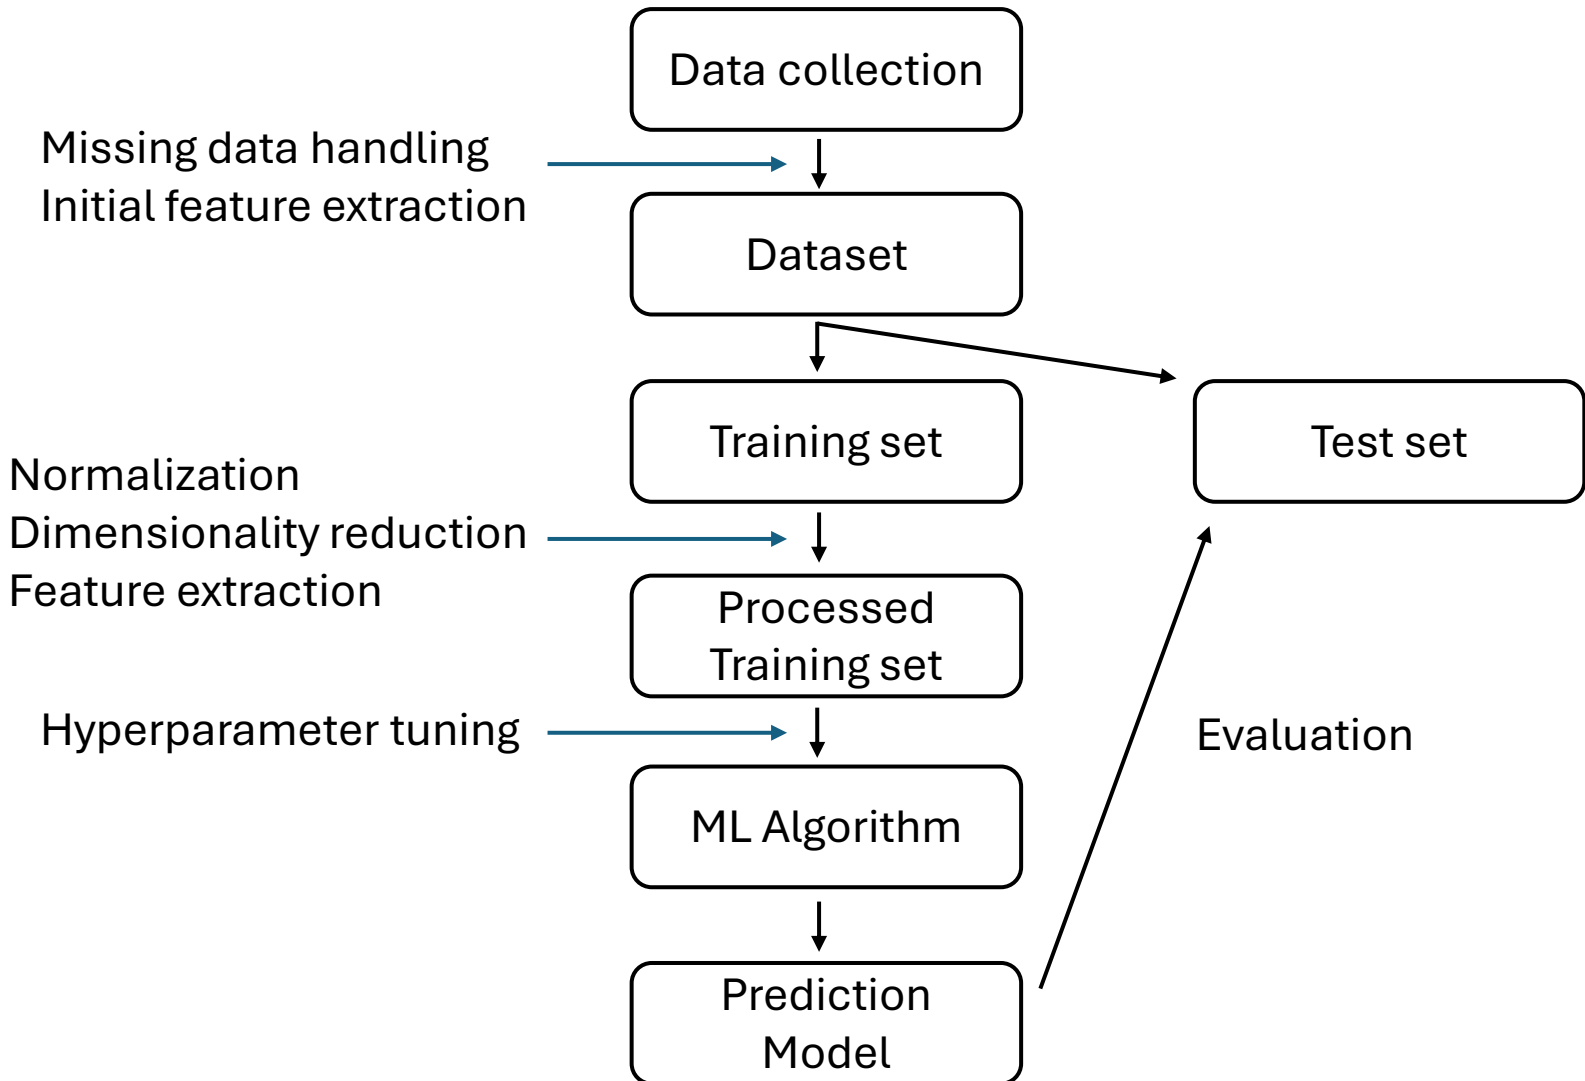 Data collection
Missing data handling
Initial feature extraction
Dataset
Training set
Test set
Normalization
Dimensionality reduction
Feature extraction
Processed
Training set
Hyperparameter tuning
Evaluation
ML Algorithm
Prediction
Model